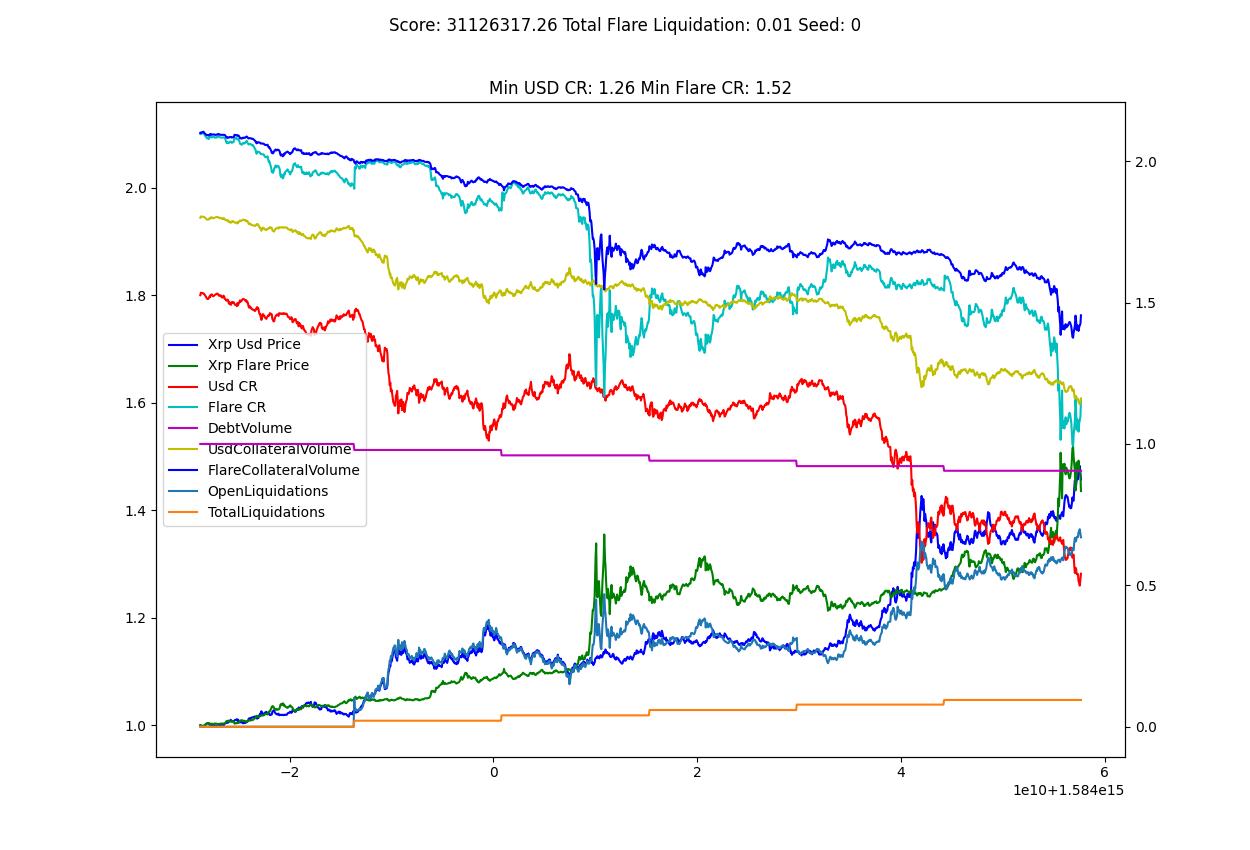 Score: 31126317.26 Total Flare Liquidation: 0.01 Seed: 0
Min USD CR: 1.26 Min Flare CR: 1.52
2.0
1.8
1.6
1.4
1.2
1.0
Xrp Usd Price
Xrp Flare Price
Usd CR
Flare CR
DebtVolume
UsdCollateralVolume
FlareCollateralVolume
OpenLiquidations
TotalLiquidations
2.0
1.5
1.0
0.5
0.0
−2 0 2 4 6
1e10+1.584e15